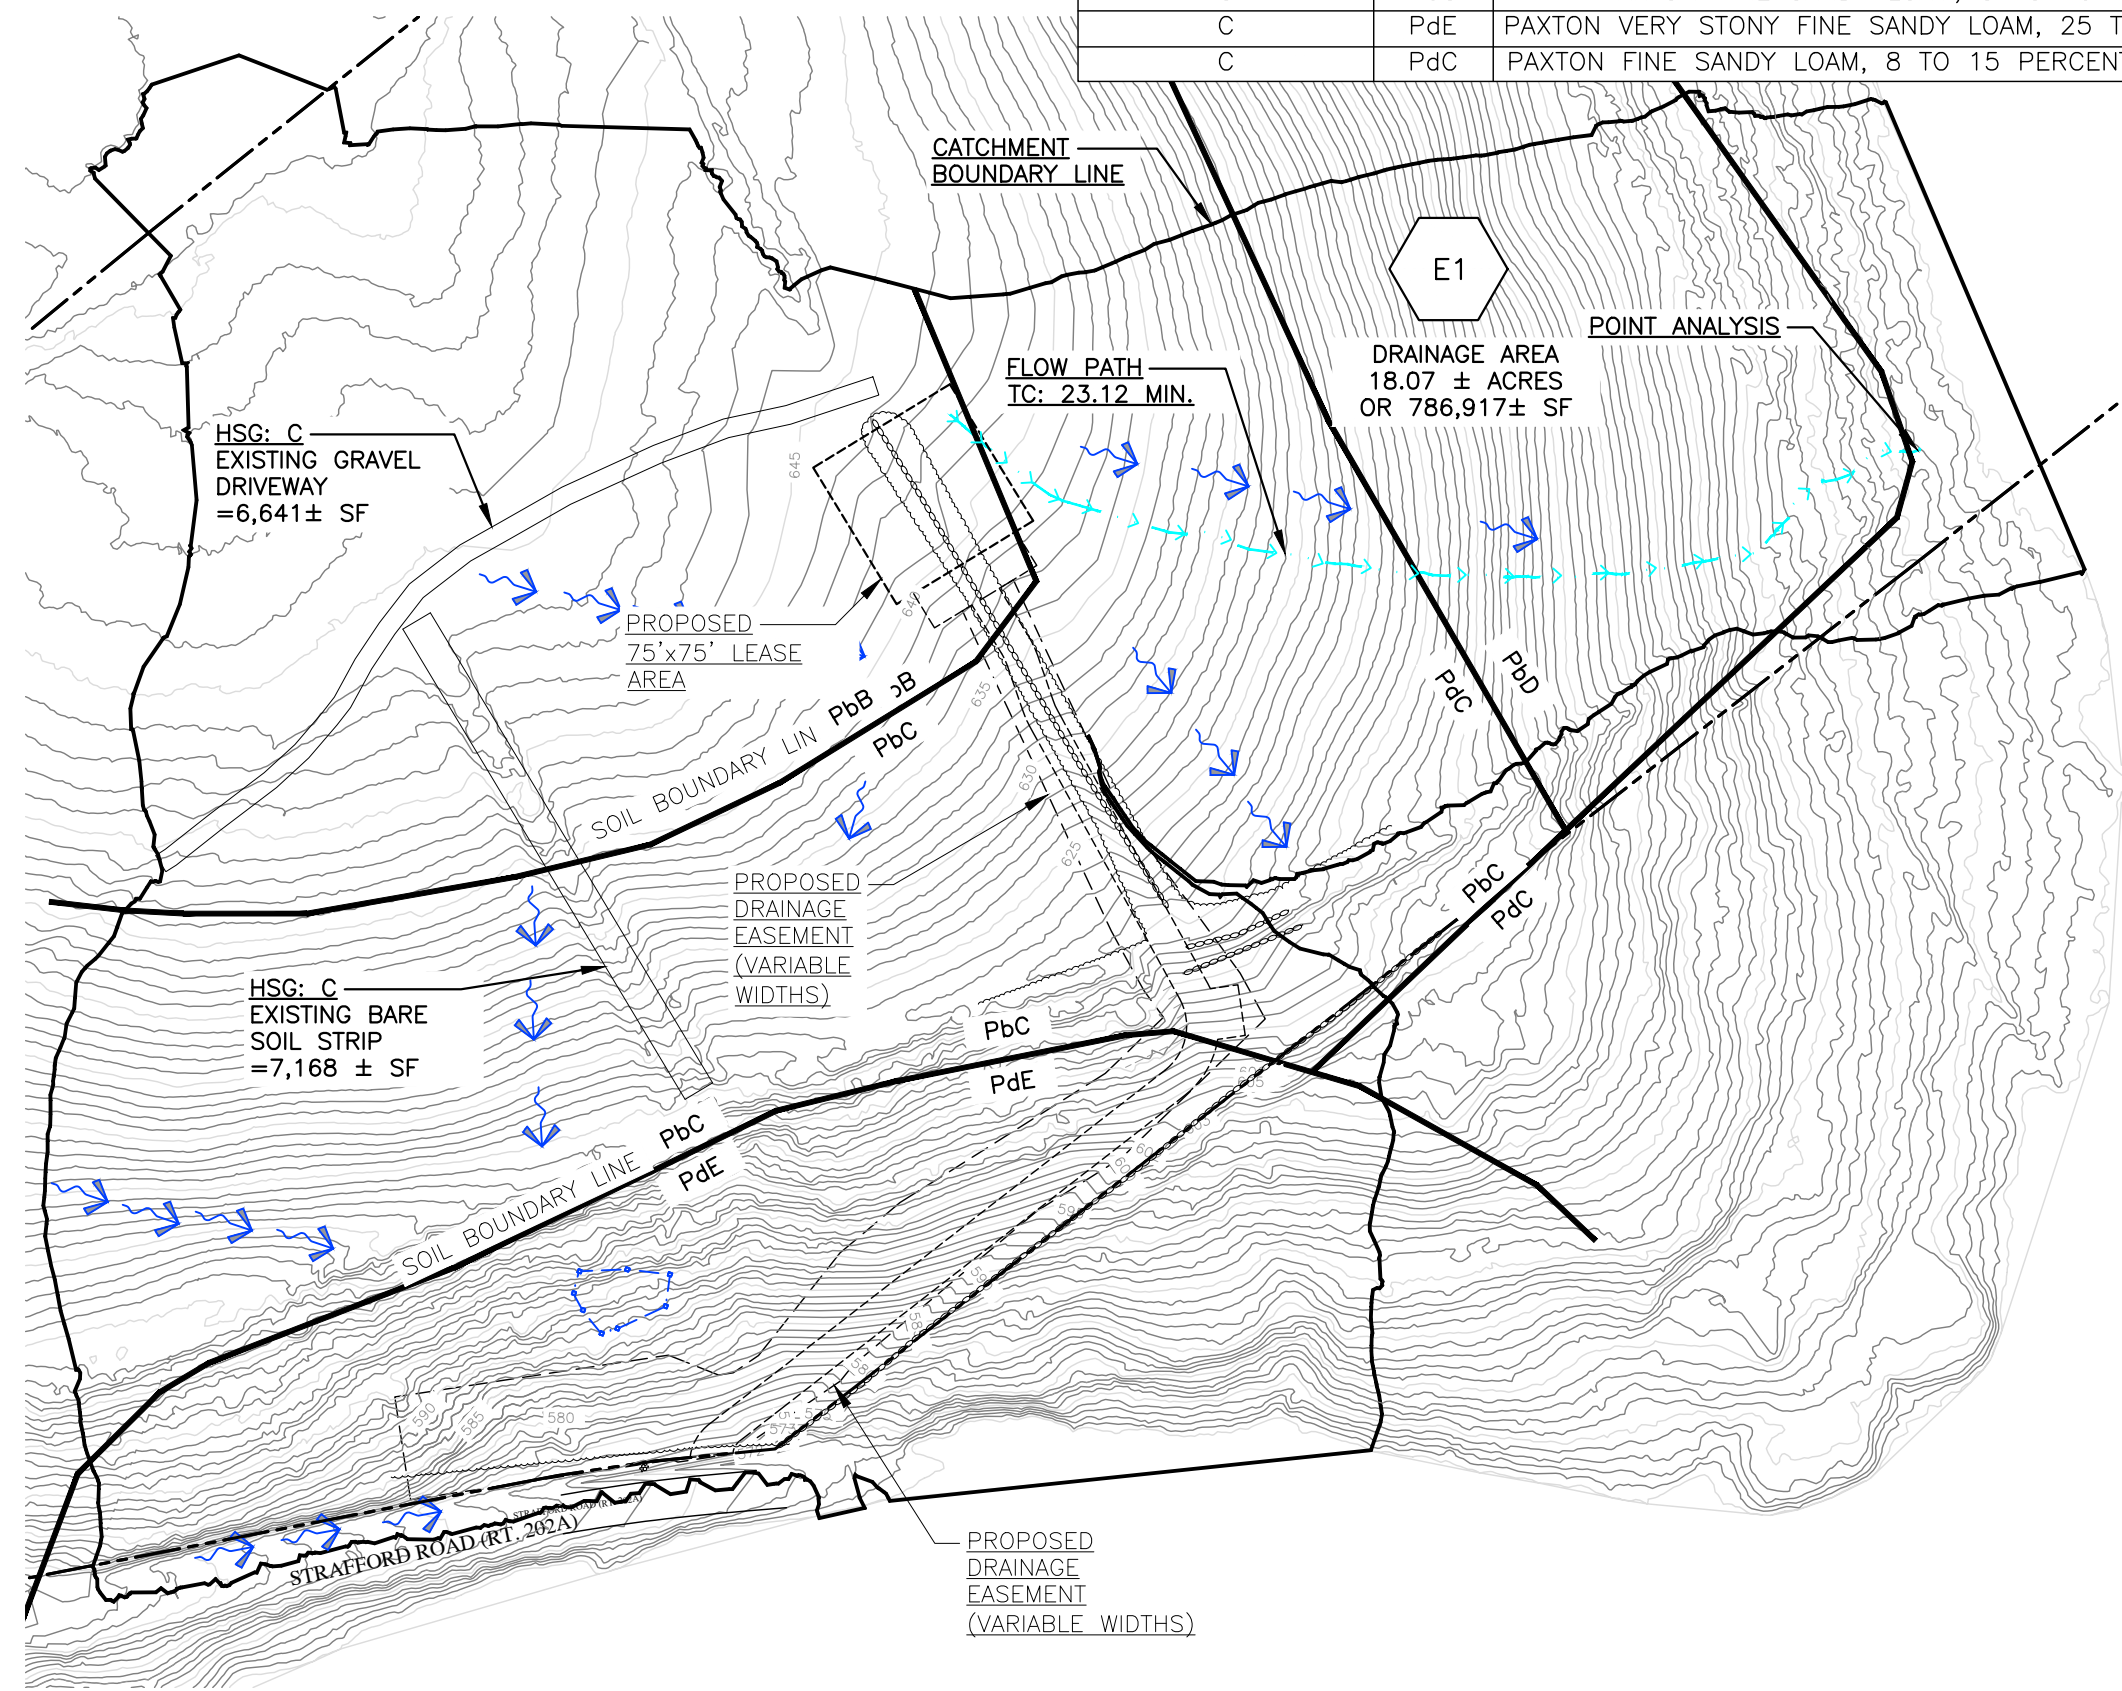 C PdE PAXTON VERY STONY FINE SANDY LOAM, 25 T
C PdC PAXTON FINE SANDY LOAM, 8 TO 15 PERCENT
CATCHMENT
BOUNDARY LINE
E1
POINT ANALYSIS
DRAINAGE AREA
18.07 ± ACRES
OR 786,917± SF
FLOW PATH
TC: 23.12 MIN.
HSG: C
EXISTING GRAVEL
DRIVEWAY
=6,641± SF
645
640
PROPOSED
75'x75' LEASE
AREA
635
PbB
SOIL BOUNDARY LIN
PbC
PdC
PbD
630
625
PROPOSED
DRAINAGE
EASEMENT
(VARIABLE
WIDTHS)
PbC
PdC
HSG: C
EXISTING BARE
SOIL STRIP
=7,168 ± SF
PbC
PdE
PbC
PdE
SOIL BOUNDARY LINE
590
585
580
STRAFFORD ROAD (RT. 202A)
STRAFFORD ROAD (RT. 202A)
PROPOSED
DRAINAGE
EASEMENT
(VARIABLE WIDTHS)